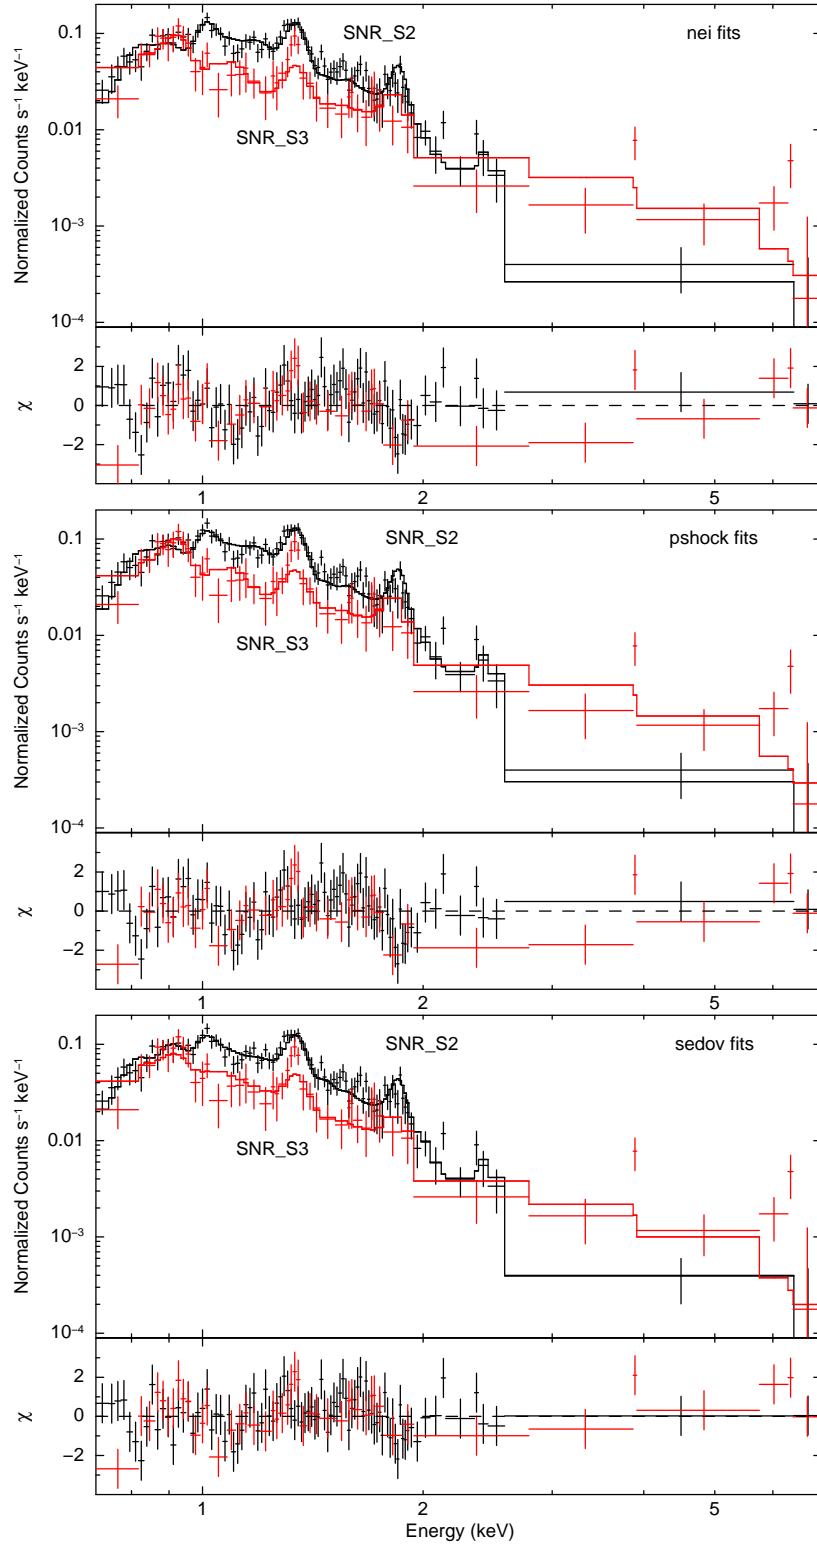 SNR_S2 nei fits
0.1
0.01
10⁻³
10⁻⁴
Normalized Counts s⁻¹ keV⁻¹
SNR_S3
2
0
−2
χ
1 2 5
SNR_S2 pshock fits
0.1
0.01
10⁻³
10⁻⁴
Normalized Counts s⁻¹ keV⁻¹
SNR_S3
2
0
−2
χ
1 2 5
SNR_S2 sedov fits
0.1
0.01
10⁻³
10⁻⁴
Normalized Counts s⁻¹ keV⁻¹
SNR_S3
2
0
−2
χ
1 2 5
Energy (keV)